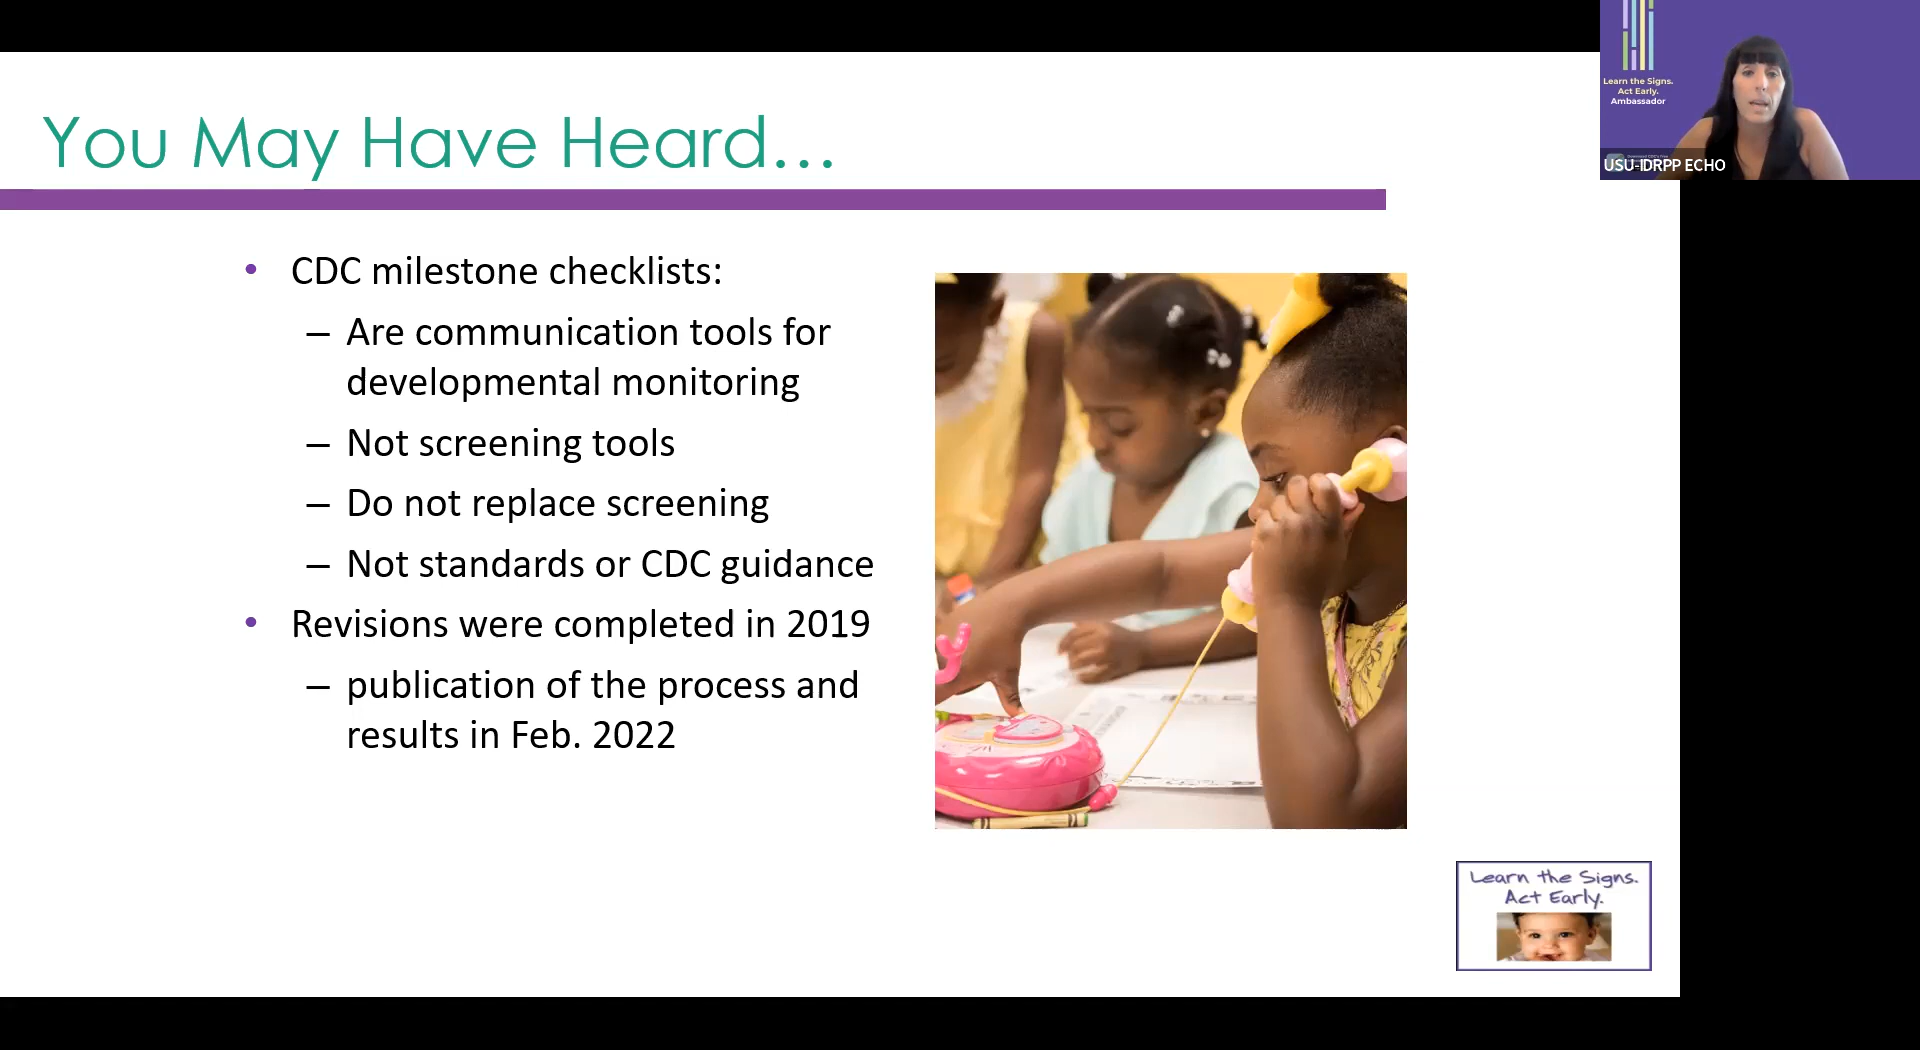 You May Have Heard...
• CDC milestone checklists:
– Are communication tools for
developmental monitoring
– Not screening tools
– Do not replace screening
– Not standards or CDC guidance
• Revisions were completed in 2019
– publication of the process and
results in Feb. 2022
Learn the Signs.
Act Early.
Ambassador
USU-IDRPP ECHO
Learn the Signs.
Act Early.